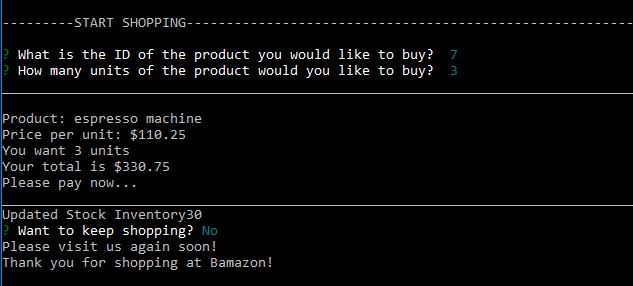 ---------START SHOPPING--------------------------------------------------------
? What is the ID of the product you would like to buy?  7
? How many units of the product would you like to buy?  3
_______________________________________________________________________________
Product: espresso machine
Price per unit: $110.25
You want 3 units
Your total is $330.75
Please pay now...
_______________________________________________________________________________
Updated Stock Inventory30
? Want to keep shopping? No
Please visit us again soon!
Thank you for shopping at Bamazon!